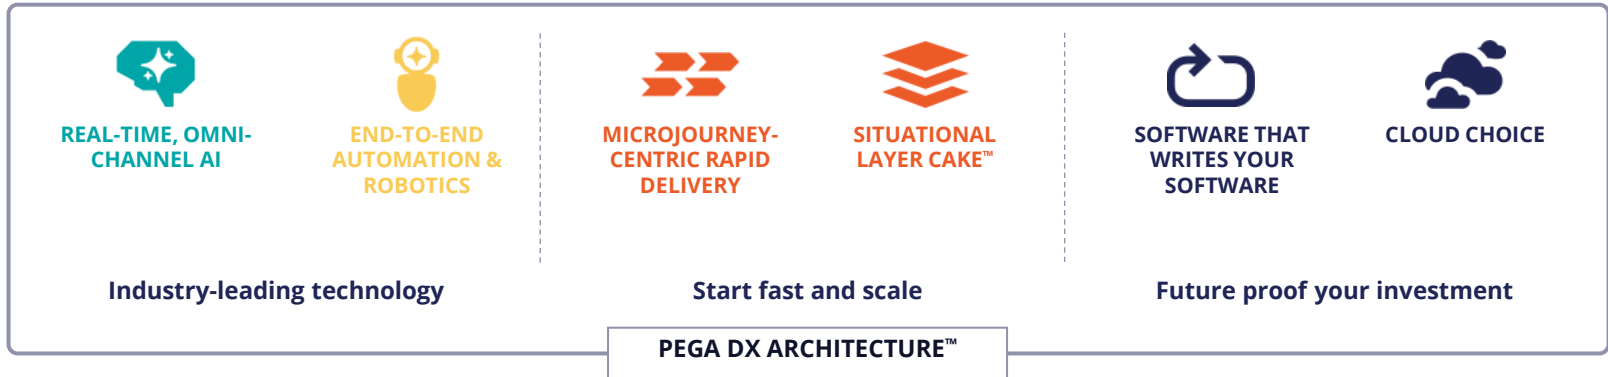 REAL-TIME, OMNI-
CHANNEL AI
END-TO-END
AUTOMATION &
ROBOTICS
MICROJOURNEY-
CENTRIC RAPID
DELIVERY
SITUATIONAL
LAYER CAKE™
SOFTWARE THAT
WRITES YOUR
SOFTWARE
CLOUD CHOICE
Industry-leading technology
Start fast and scale
Future proof your investment
PEGA DX ARCHITECTURE™